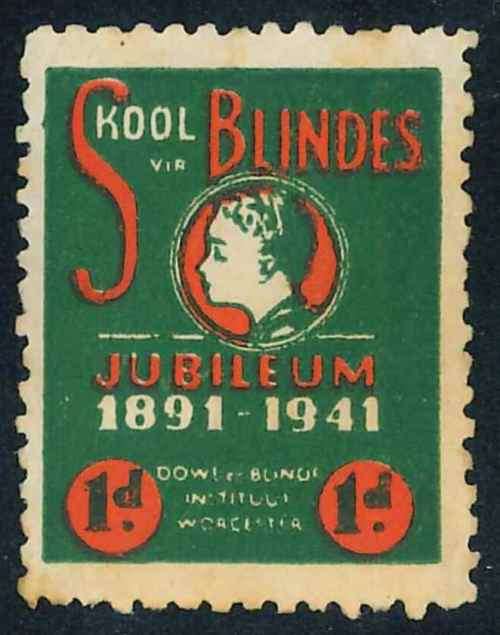 SKOOL
VIR BLINDES
JUBILEUM
1891-1941
1d DOWE en BLINDE 1d
INSTITUUT
WORCESTER